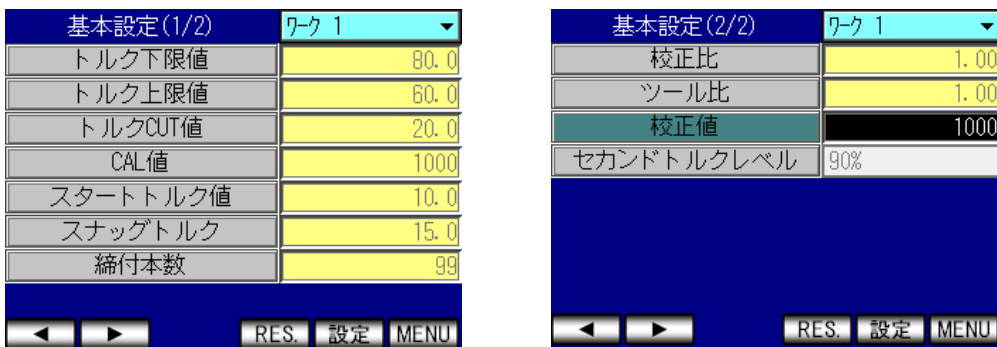 基本設定(1/2) ワーク 1
トルク下限値 80.0
トルク上限値 60.0
トルクCUT値 20.0
CAL値 1000
スタートトルク値 10.0
スナッグトルク 15.0
締付本数 99
RES. 設定 MENU
基本設定(2/2) ワーク 1
校正比 1.00
ツール比 1.00
校正値 1000
セカンドトルクレベル 90%
RES. 設定 MENU